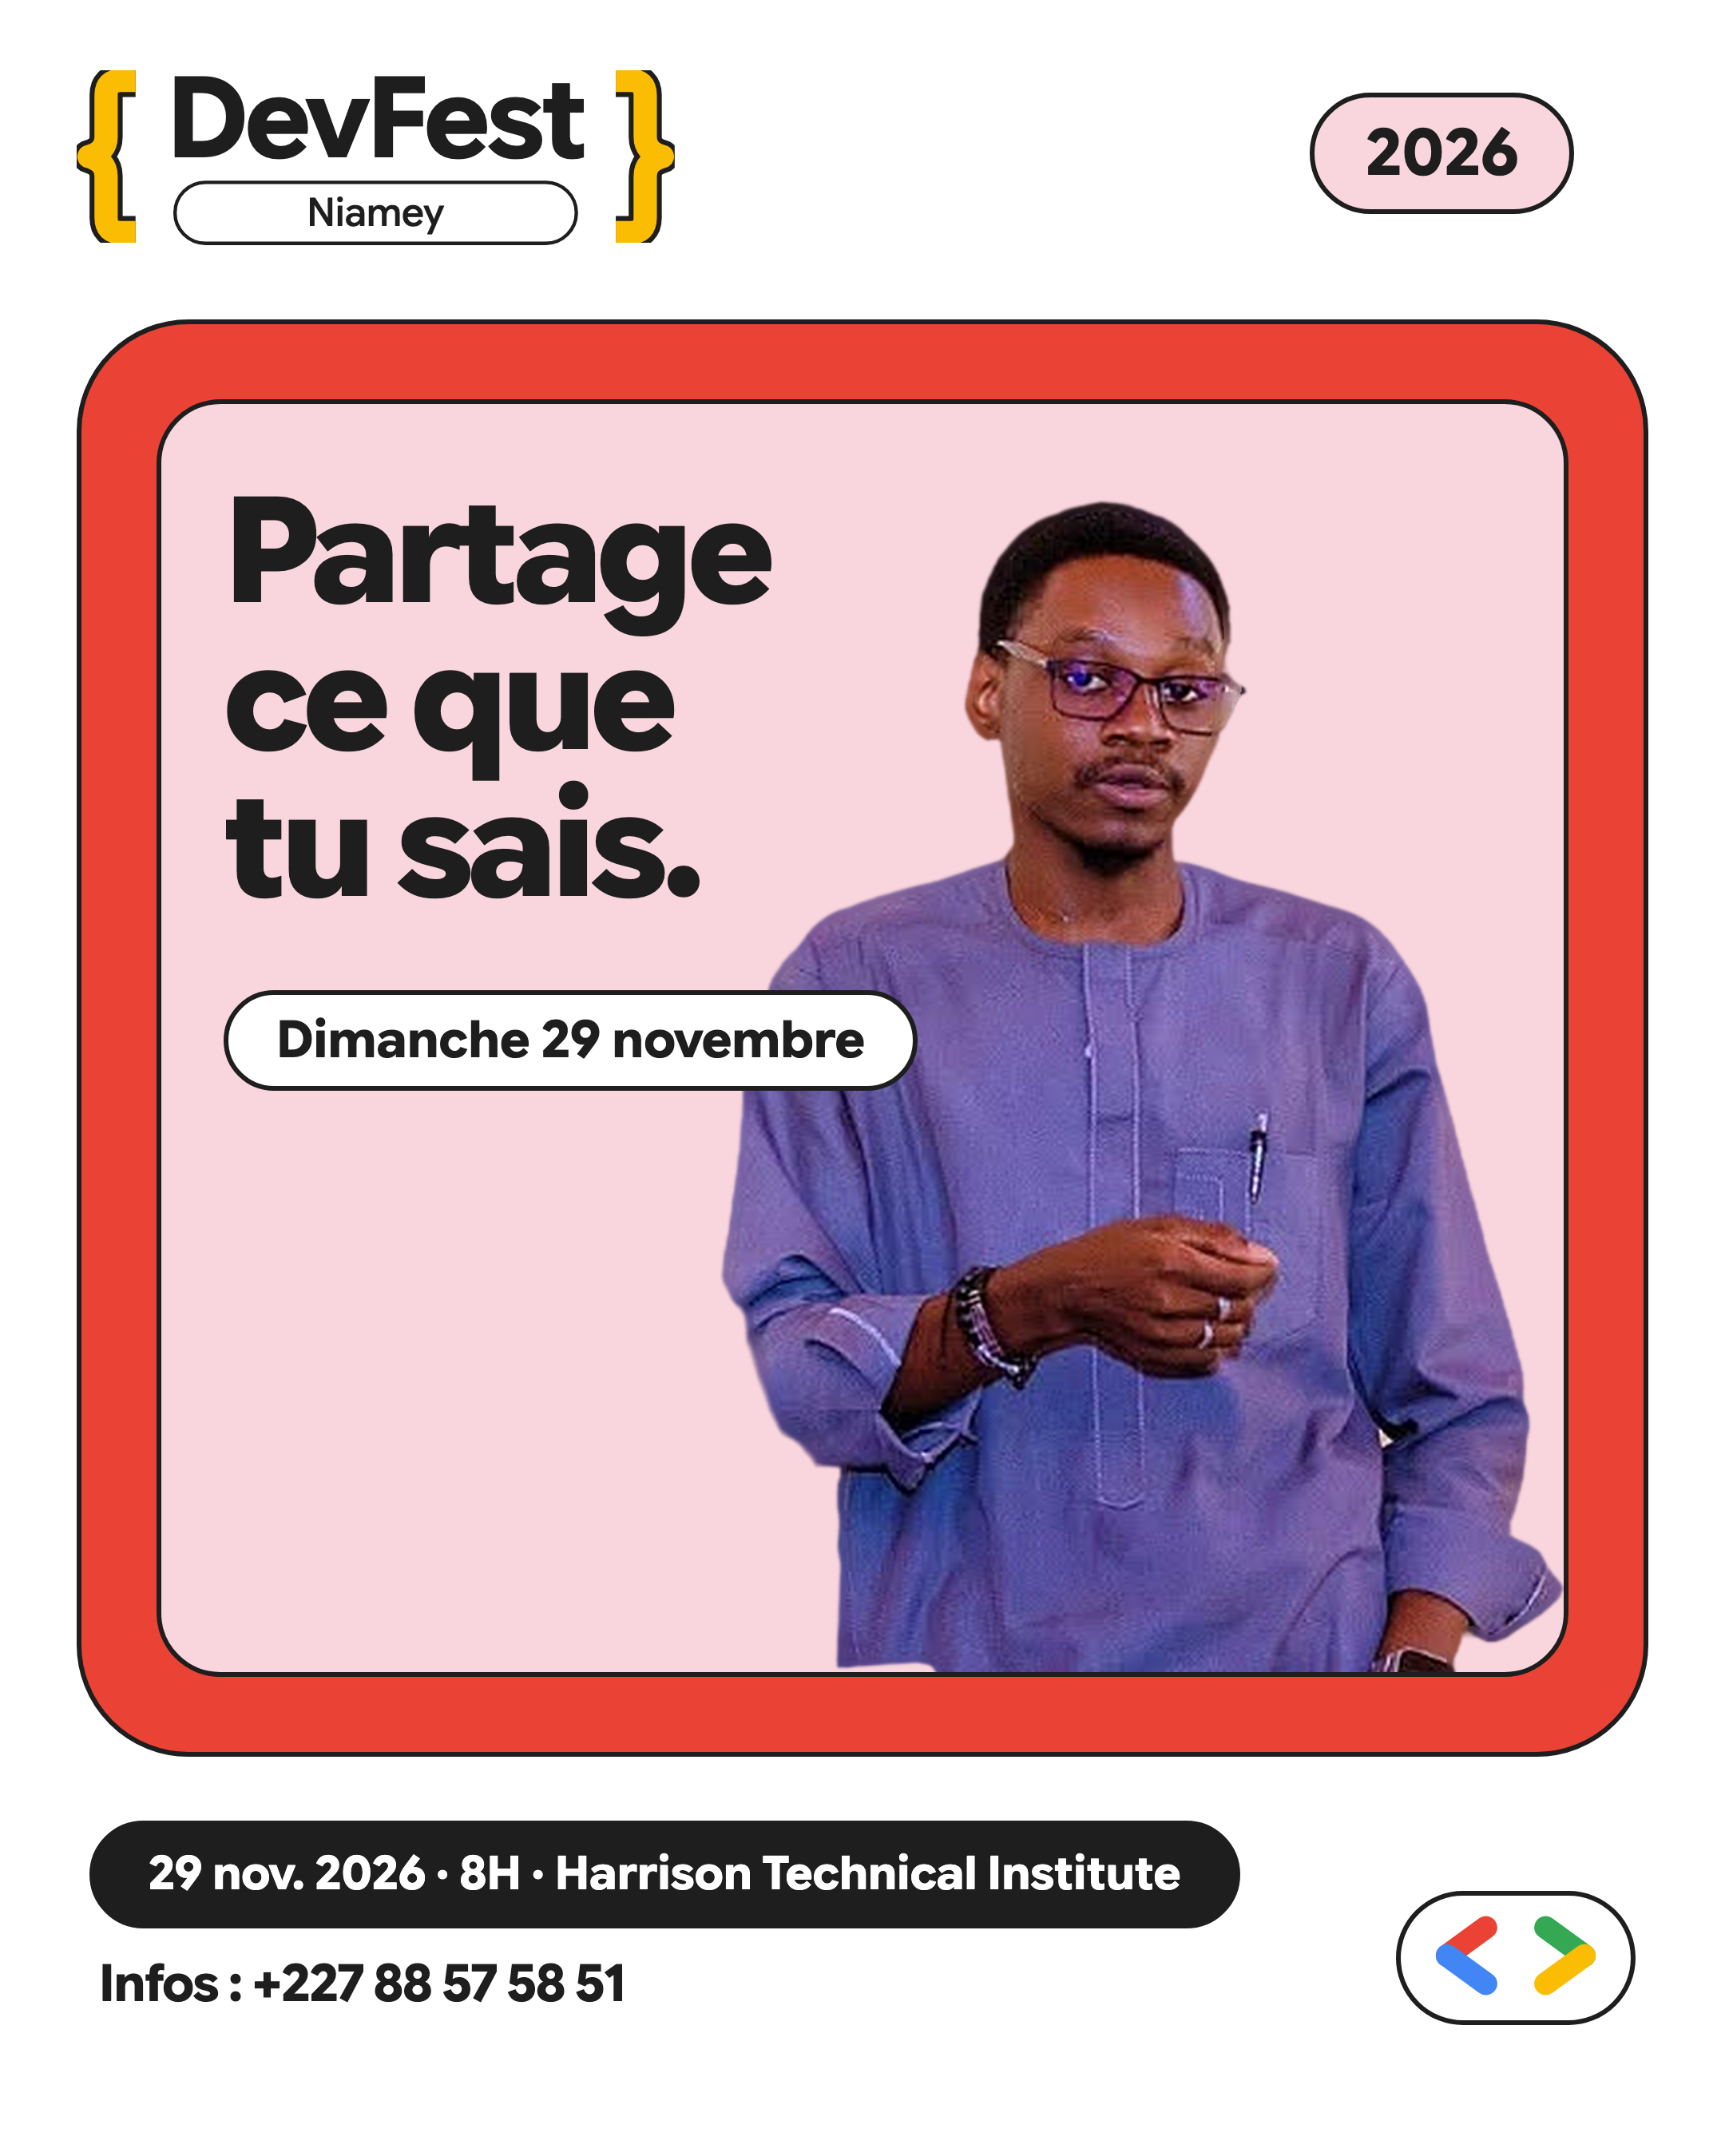 DevFest
Niamey
2026
Partage
ce que
tu sais.
Dimanche 29 novembre
29 nov. 2026 · 8H · Harrison Technical Institute
Infos : +227 88 57 58 51